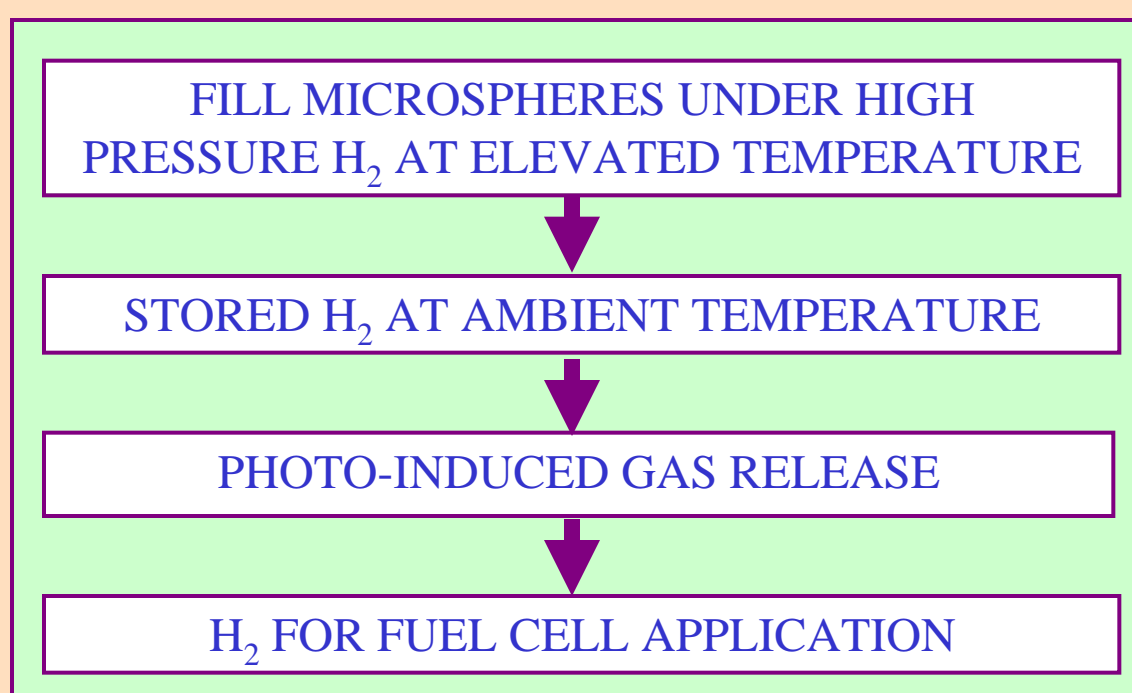 FILL MICROSPHERES UNDER HIGH
PRESSURE H₂ AT ELEVATED TEMPERATURE
STORED H₂ AT AMBIENT TEMPERATURE
PHOTO-INDUCED GAS RELEASE
H₂ FOR FUEL CELL APPLICATION